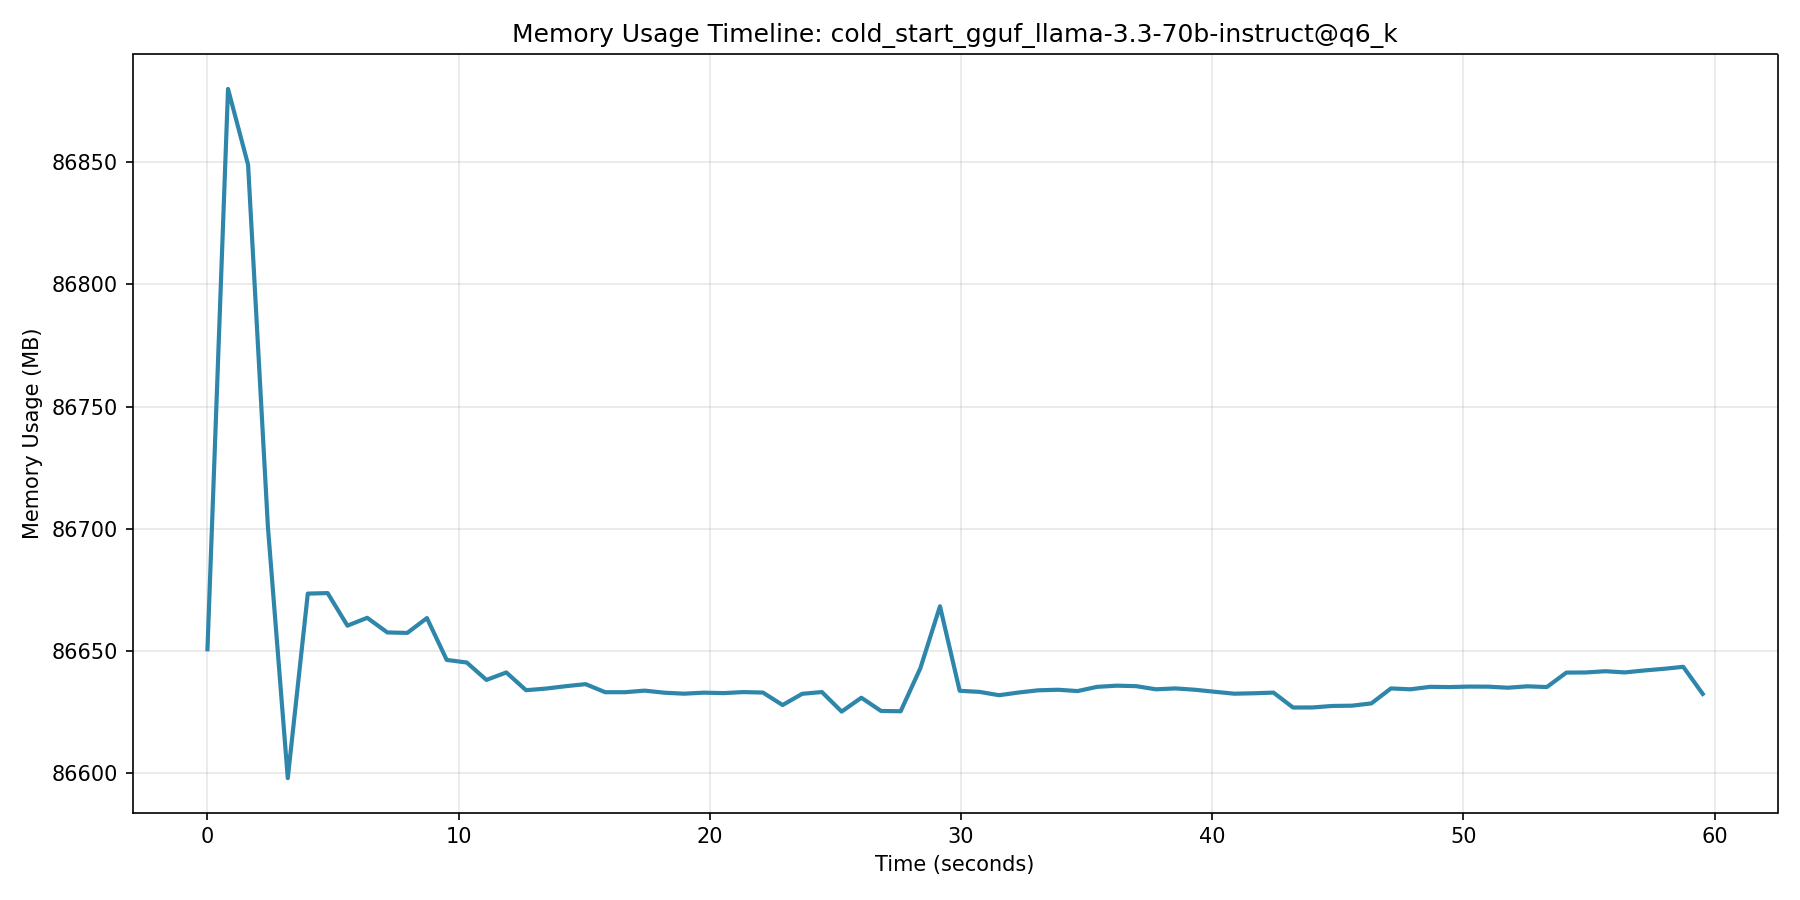 Memory Usage Timeline: cold_start_gguf_llama-3.3-70b-instruct@q6_k
Memory Usage (MB)
86850
86800
86750
86700
86650
86600
0 10 20 30 40 50 60
Time (seconds)